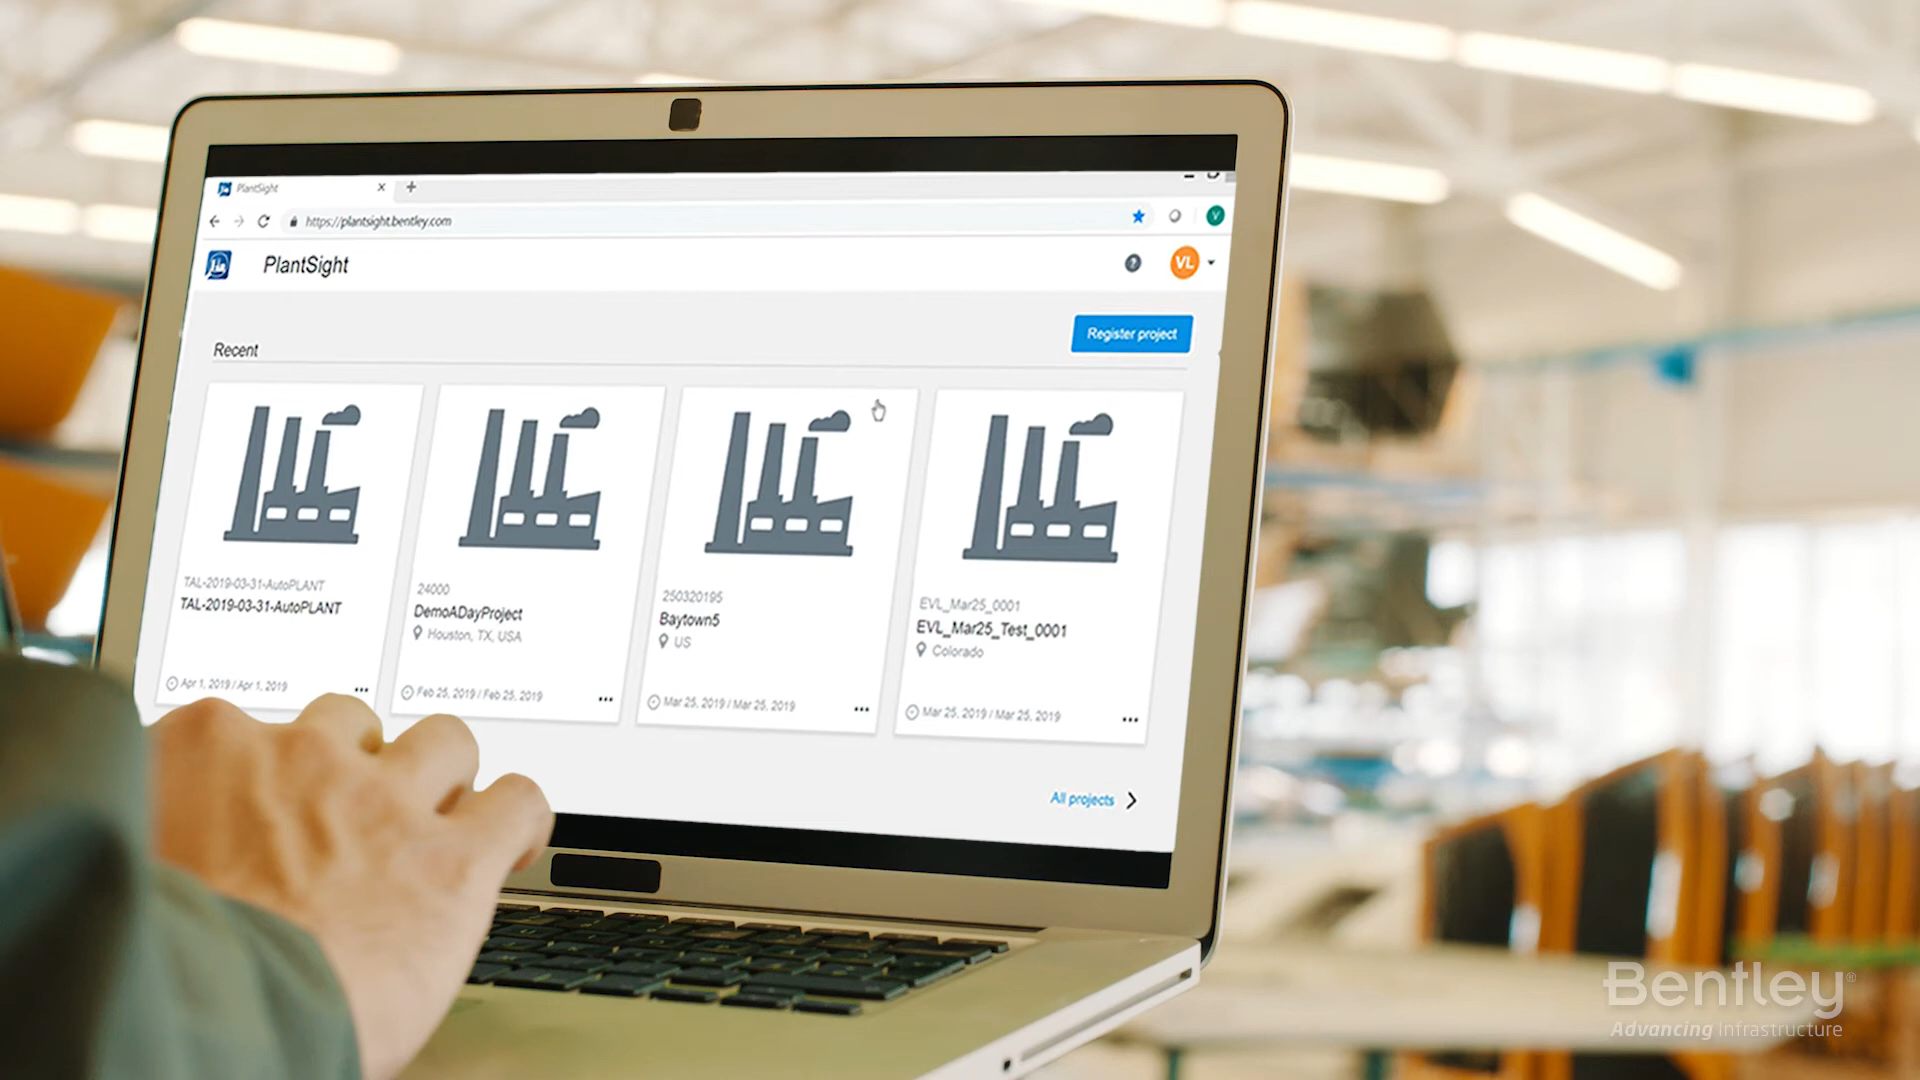 PlantSight
https://plantsight.bentley.com
V
PlantSight
?
VL
Register project
Recent
TAL-2019-03-31-AutoPLANT
TAL-2019-03-31-AutoPLANT
Apr 1, 2019 / Apr 1, 2019
24000
DemoADayProject
Houston, TX, USA
Feb 25, 2019 / Feb 25, 2019
250320195
Baytown5
US
Mar 25, 2019 / Mar 25, 2019
EVL_Mar25_0001
EVL_Mar25_Test_0001
Colorado
Mar 25, 2019 / Mar 25, 2019
All projects
Bentley®
Advancing Infrastructure